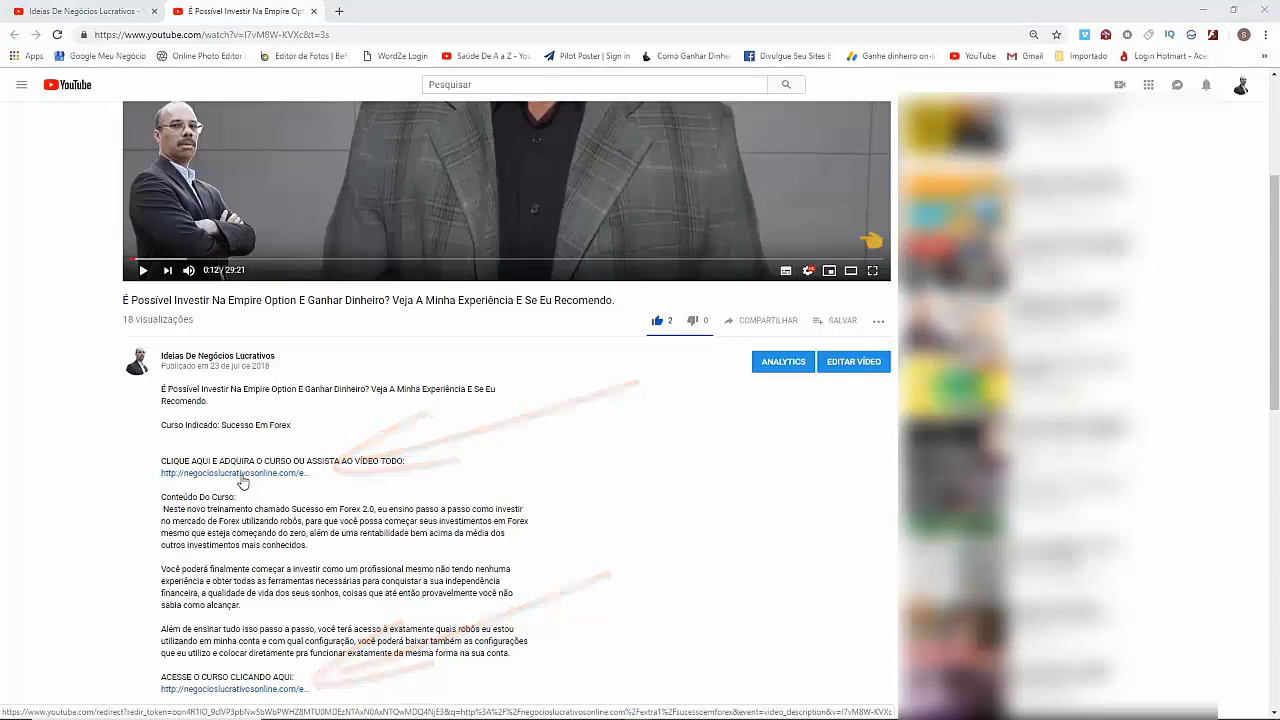 Ideias De Negócios Lucrativos -
É Possível Investir Na Empire Op
https://www.youtube.com/watch?v=I7vM8W-KVXc&t=3s
Apps
Google Meu Negócio
Online Photo Editor
Editor de Fotos | Bef
WordZe Login
Saúde De A a Z - You
Pilot Poster | Sign in
Como Ganhar Dinhei
Divulgue Seu Sites E
Ganhe dinheiro on-l
YouTube
Gmail
Importado
Login Hotmart - Aces
YouTube
Pesquisar
0:12 / 29:21
É Possível Investir Na Empire Option E Ganhar Dinheiro? Veja A Minha Experiência E Se Eu Recomendo.
18 visualizações
2
0
COMPARTILHAR
SALVAR
Ideias De Negócios Lucrativos
Publicado em 23 de jul de 2018
ANALYTICS
EDITAR VÍDEO
É Possível Investir Na Empire Option E Ganhar Dinheiro? Veja A Minha Experiência E Se Eu
Recomendo.
Curso Indicado: Sucesso Em Forex
CLIQUE AQUI E ADQUIRA O CURSO OU ASSISTA AO VÍDEO TODO:
http://negocioslucrativosonline.com/e...
Conteúdo Do Curso:
Neste novo treinamento chamado Sucesso em Forex 2.0, eu ensino passo a passo como investir
no mercado de Forex utilizando robôs, para que você possa começar seus investimentos em Forex
mesmo que esteja começando do zero, além de uma rentabilidade bem acima da média dos
outros investimentos mais conhecidos.
Você poderá finalmente começar a investir como um profissional mesmo não tendo nenhuma
experiência e obter todas as ferramentas necessárias para conquistar a sua independência
financeira, a qualidade de vida dos seus sonhos, coisas que até então provavelmente você não
sabia como alcançar.
Além de ensinar tudo isso passo a passo, você terá acesso à exatamente quais robôs eu estou
utilizando em minha conta e com qual configuração, você poderá baixar também as configurações
que eu utilizo e colocar diretamente pra funcionar exatamente da mesma forma na sua conta.
ACESSE O CURSO CLICANDO AQUI:
http://negocioslucrativosonline.com/e...